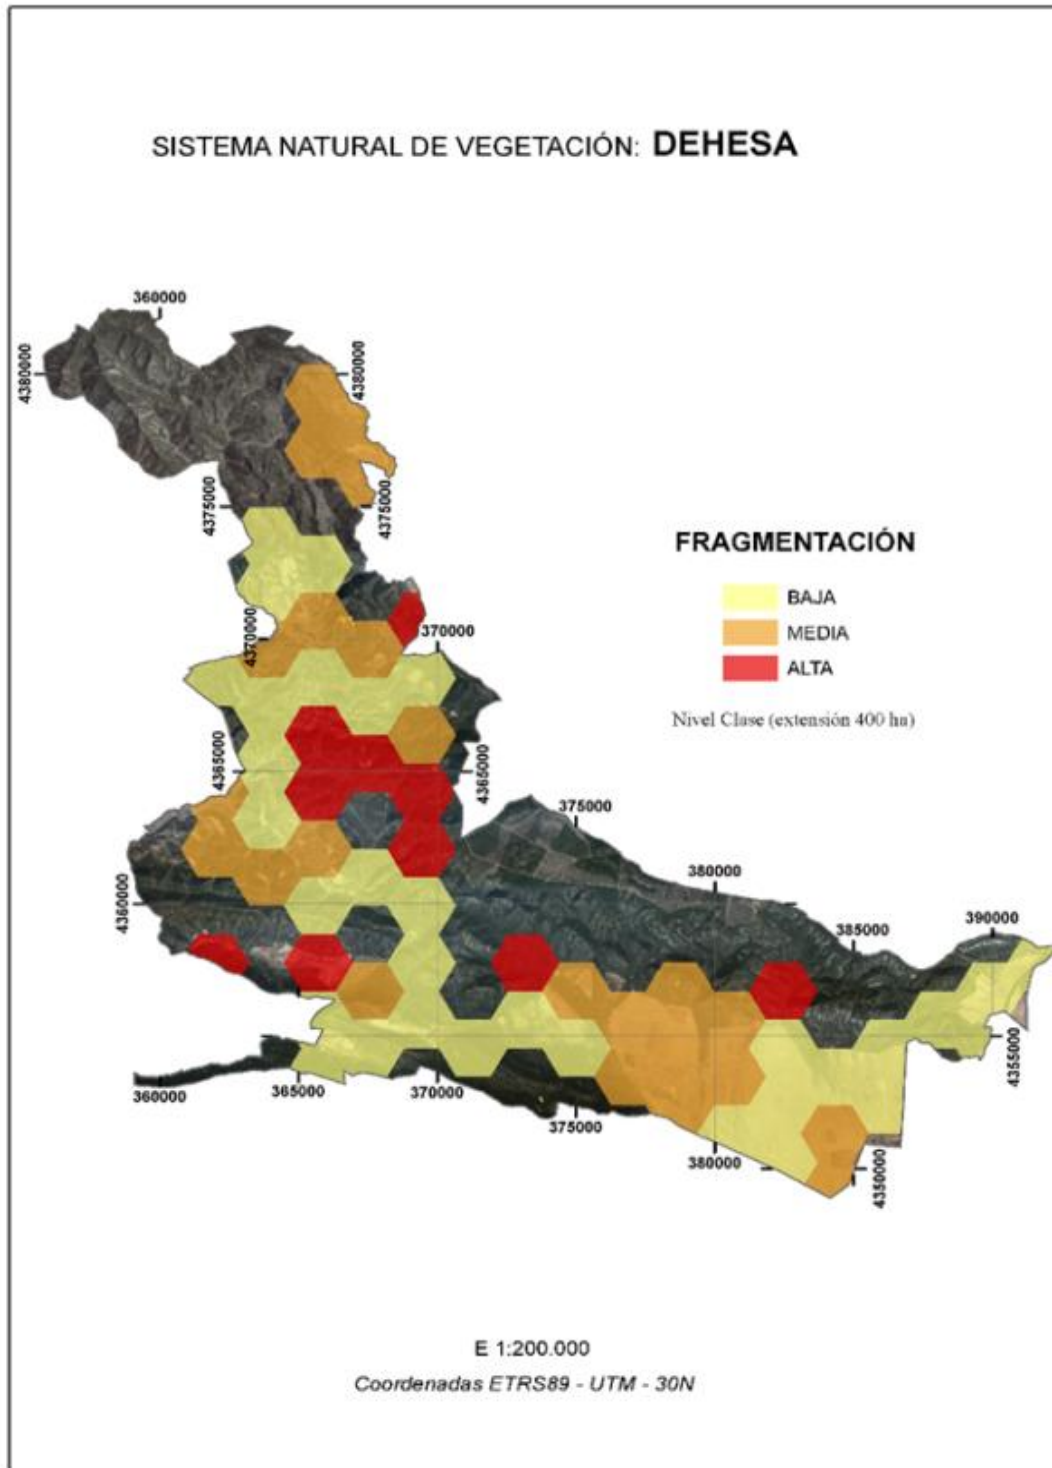 SISTEMA NATURAL DE VEGETACIÓN: DEHESA
360000
4380000
4380000
4375000
4375000
FRAGMENTACIÓN
BAJA
MEDIA
ALTA
Nivel Clase (extensión 400 ha)
4370000
370000
4365000
4365000
375000
380000
4360000
385000
390000
4355000
360000
365000
370000
375000
380000
4350000
E 1:200.000
Coordenadas ETRS89 - UTM - 30N